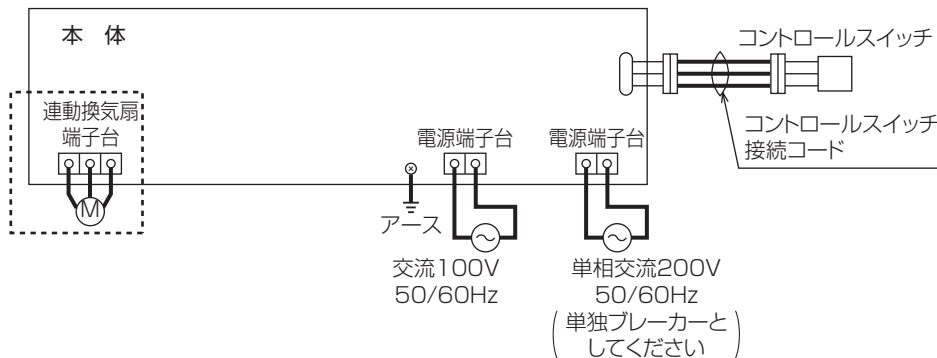 本 体
コントロールスイッチ
コントロールスイッチ
接続コード
連動換気扇
端子台
M
電源端子台
電源端子台
アース
交流100V
50/60Hz
単相交流200V
50/60Hz
(単独ブレーカーと
してください)